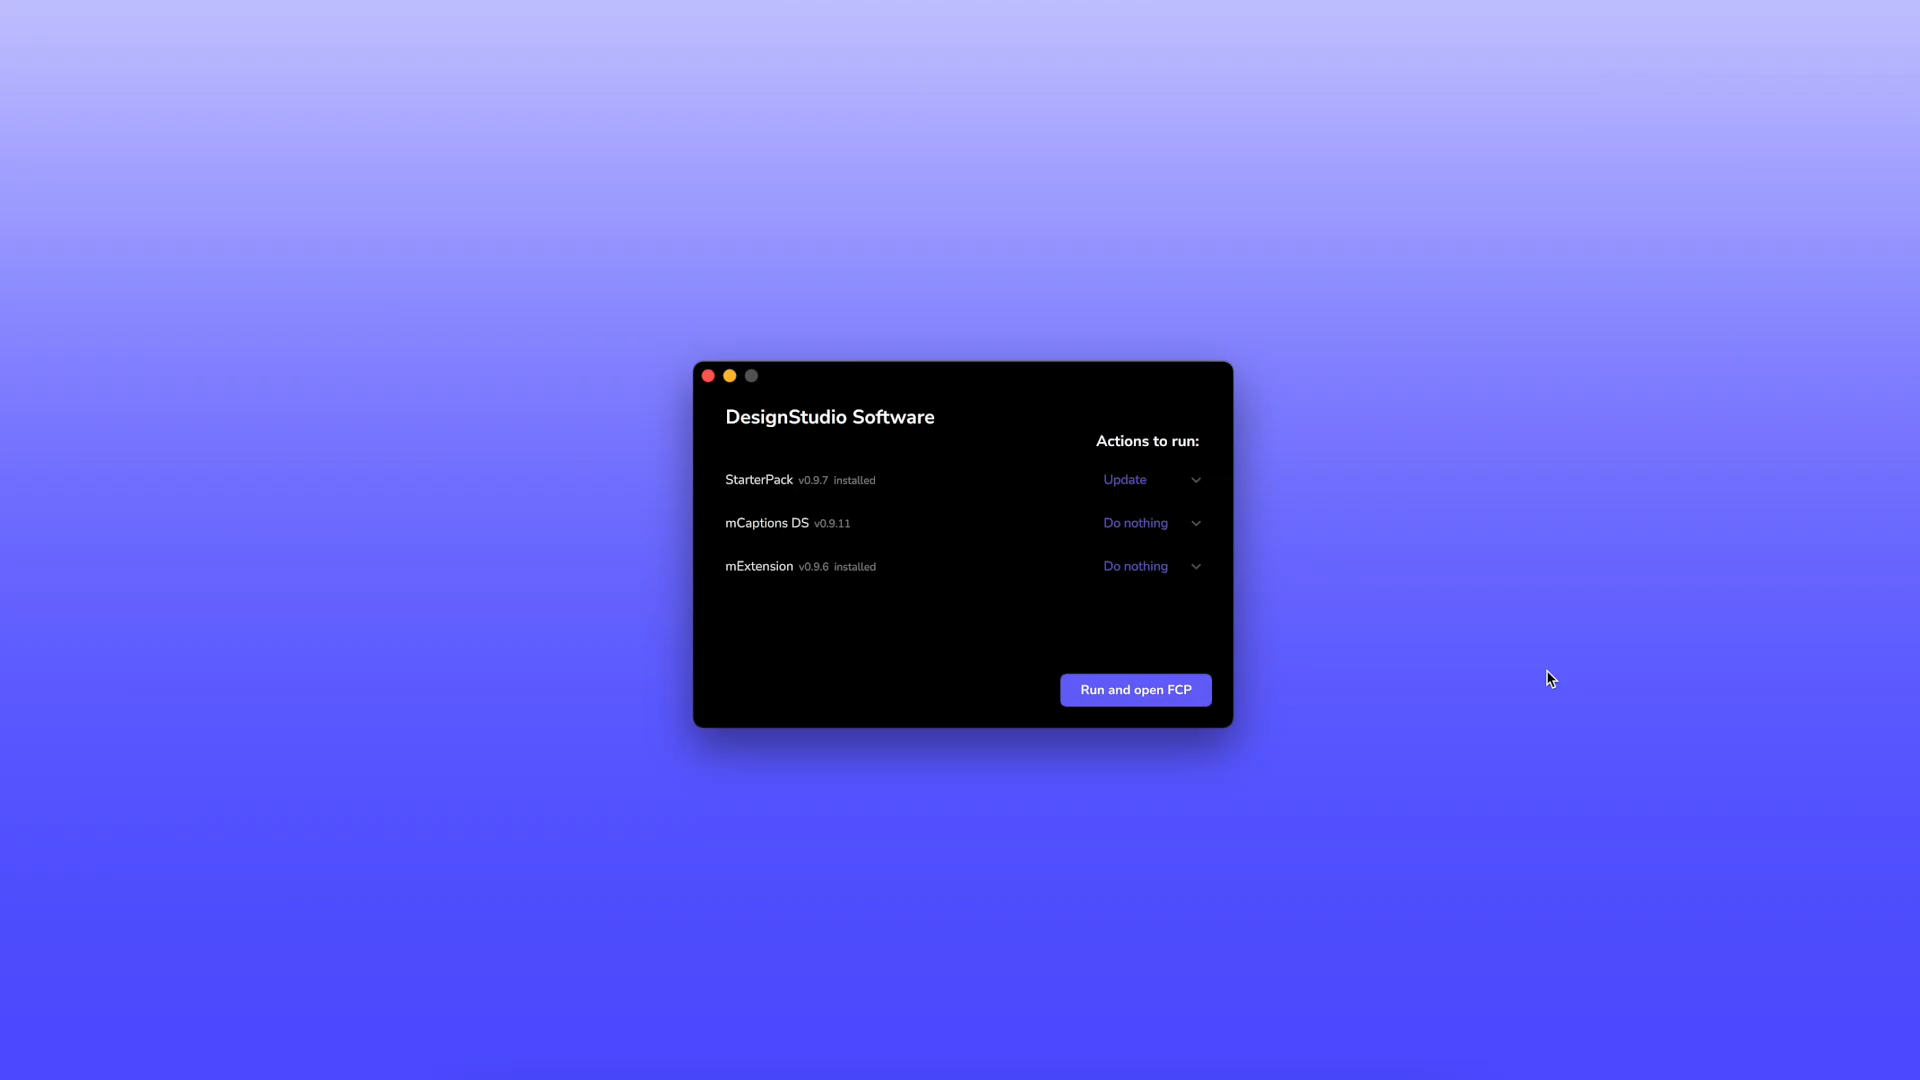 DesignStudio Software
Actions to run:
StarterPack v0.9.7 installed Update
mCaptions DS v0.9.11 Do nothing
mExtension v0.9.6 installed Do nothing
Run and open FCP